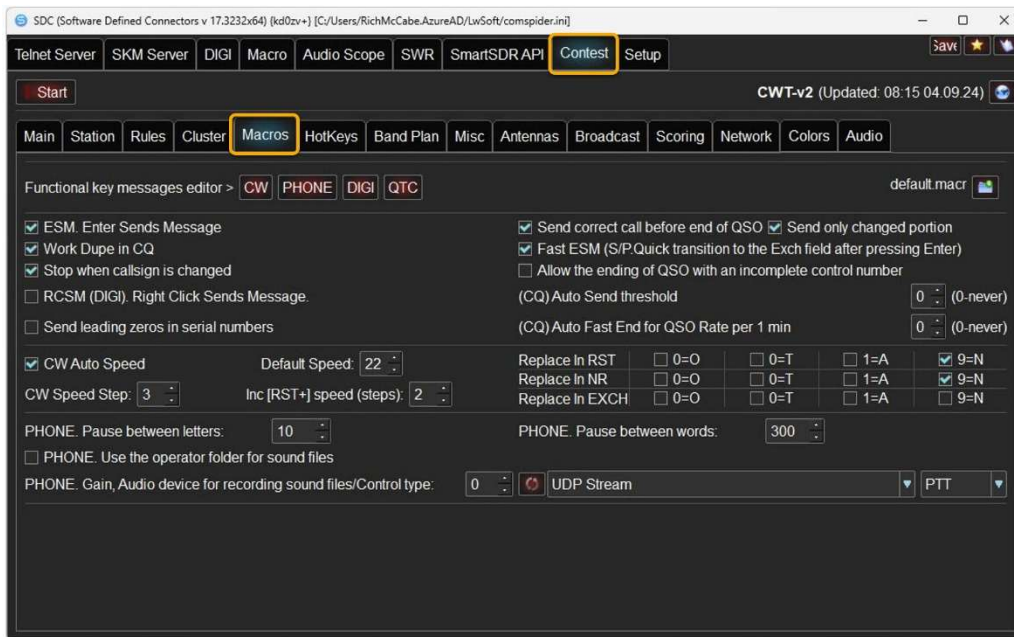 SDC (Software Defined Connectors v 17.3232x64) {kd0zv+} [C:/Users/RichMcCabe.AzureAD/LwSoft/comspider.ini]
Telnet Server SKM Server DIGI Macro Audio Scope SWR SmartSDR API Contest Setup Save
Start CWT-v2 (Updated: 08:15 04.09.24)
Main Station Rules Cluster Macros HotKeys Band Plan Misc Antennas Broadcast Scoring Network Colors Audio
Functional key messages editor > CW PHONE DIGI QTC default.macr
ESM. Enter Sends Message Send correct call before end of QSO Send only changed portion
Work Dupe in CQ Fast ESM (S/P.Quick transition to the Exch field after pressing Enter)
Stop when callsign is changed Allow the ending of QSO with an incomplete control number
RCSM (DIGI). Right Click Sends Message. (CQ) Auto Send threshold 0 (0-never)
Send leading zeros in serial numbers (CQ) Auto Fast End for QSO Rate per 1 min 0 (0-never)
CW Auto Speed Default Speed: 22 Replace In RST 0=O 0=T 1=A 9=N
Replace In NR 0=O 0=T 1=A 9=N
CW Speed Step: 3 Inc [RST+] speed (steps): 2 Replace In EXCH 0=O 0=T 1=A 9=N
PHONE. Pause between letters: 10 PHONE. Pause between words: 300
PHONE. Use the operator folder for sound files
PHONE. Gain, Audio device for recording sound files/Control type: 0 UDP Stream PTT